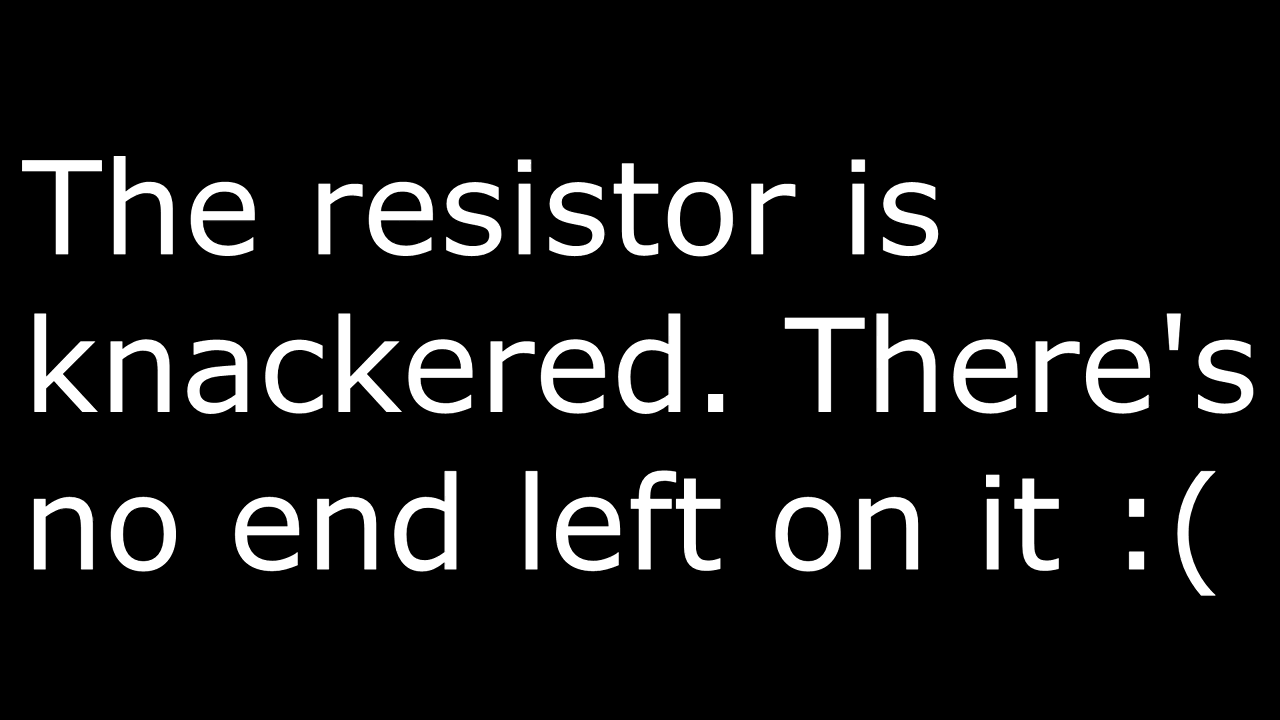 The resistor is
knackered. There's
no end left on it :(